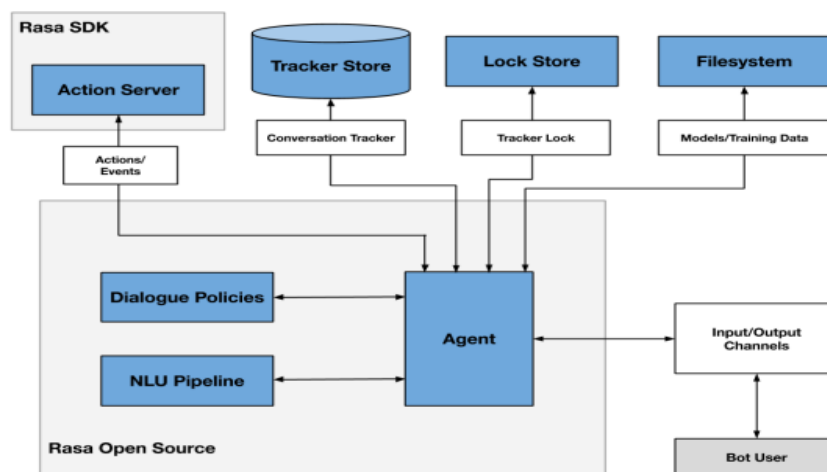 Rasa SDK
Action Server
Tracker Store
Lock Store
Filesystem
Actions/
Events
Conversation Tracker
Tracker Lock
Models/Training Data
Dialogue Policies
NLU Pipeline
Agent
Input/Output
Channels
Rasa Open Source
Bot User